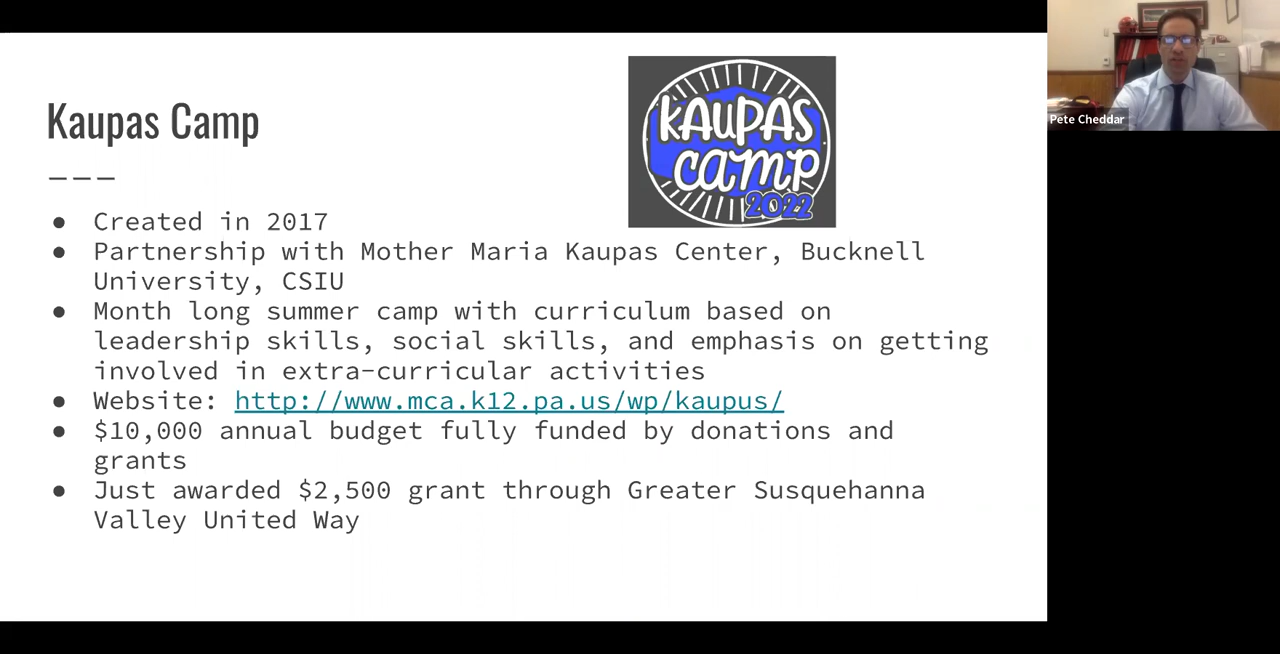 Kaupas Camp
KAUPAS
camp
2022
● Created in 2017
● Partnership with Mother Maria Kaupas Center, Bucknell
University, CSIU
● Month long summer camp with curriculum based on
leadership skills, social skills, and emphasis on getting
involved in extra-curricular activities
● Website: http://www.mca.k12.pa.us/wp/kaupus/
● $10,000 annual budget fully funded by donations and
grants
● Just awarded $2,500 grant through Greater Susquehanna
Valley United Way
Pete Cheddar